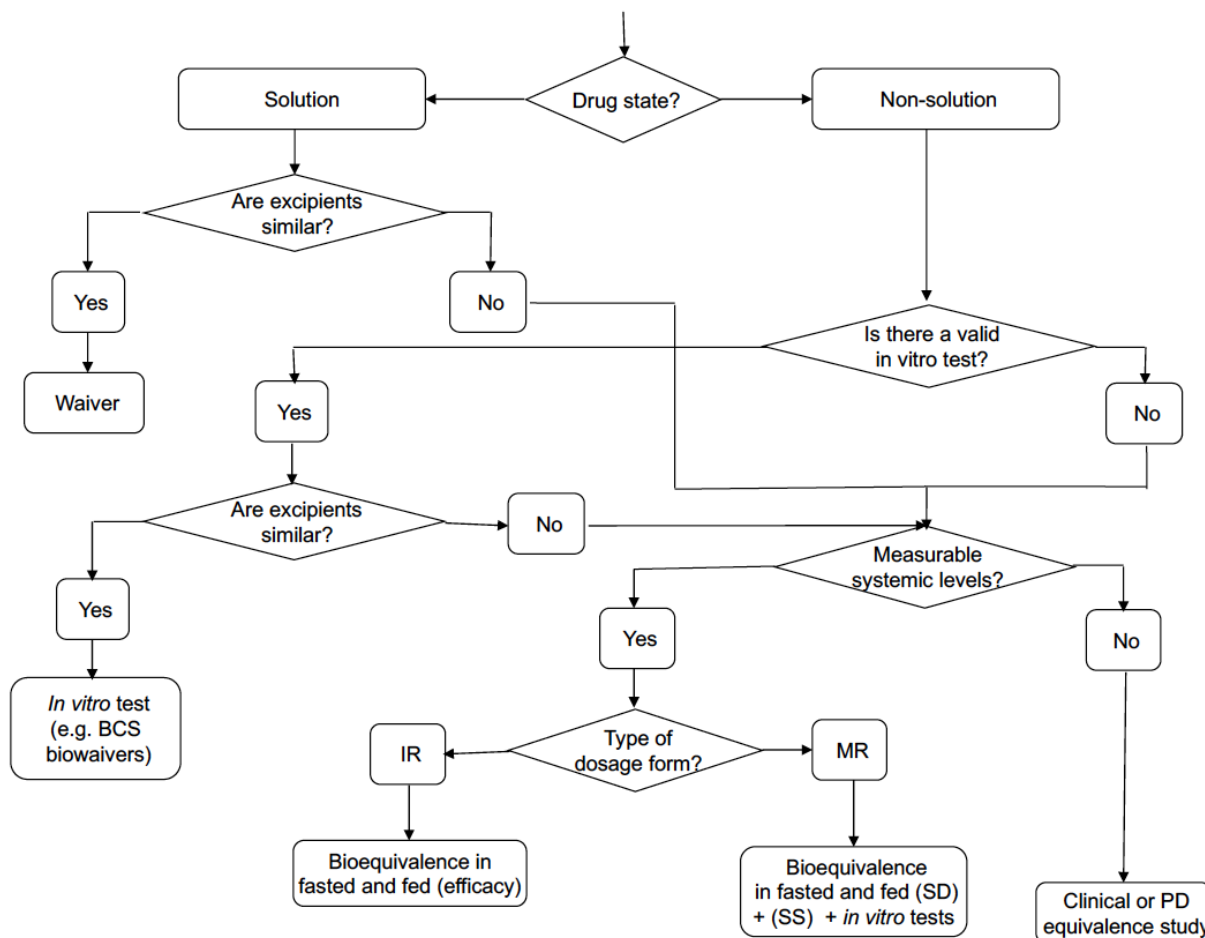 Solution
Drug state?
Non-solution
Are excipients
similar?
Yes
No
Is there a valid
in vitro test?
Waiver
Yes
No
Are excipients
similar?
No
Measurable
systemic levels?
Yes
Yes
No
In vitro test
(e.g. BCS
biowaivers)
IR
Type of
dosage form?
MR
Bioequivalence in
fasted and fed (efficacy)
Bioequivalence
in fasted and fed (SD)
+ (SS) + in vitro tests
Clinical or PD
equivalence study